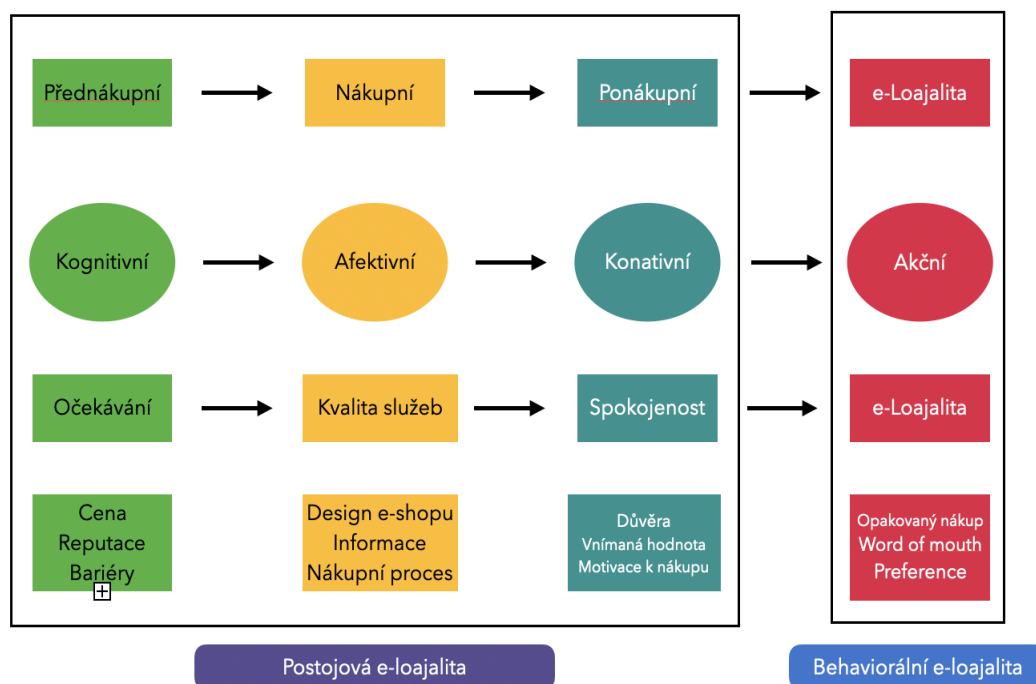 Přednákupní
Nákupní
Ponákupní
e-Loajalita
Kognitivní
Afektivní
Konativní
Akční
Očekávání
Kvalita služeb
Spokojenost
e-Loajalita
Cena
Reputace
Bariéry
Design e-shopu
Informace
Nákupní proces
Důvěra
Vnímaná hodnota
Motivace k nákupu
Opakovaný nákup
Word of mouth
Preference
Postojová e-loajalita
Behaviorální e-loajalita